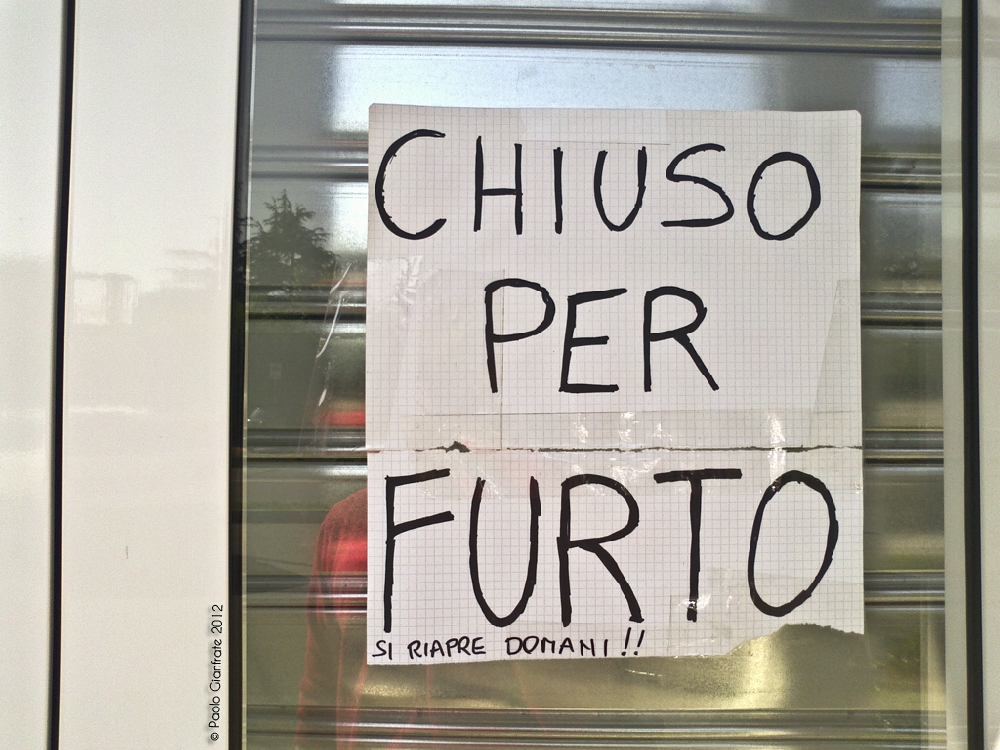 CHIUSO
PER
FURTO
SI RIAPRE DOMANI!!
© Paolo Gianfrate 2012